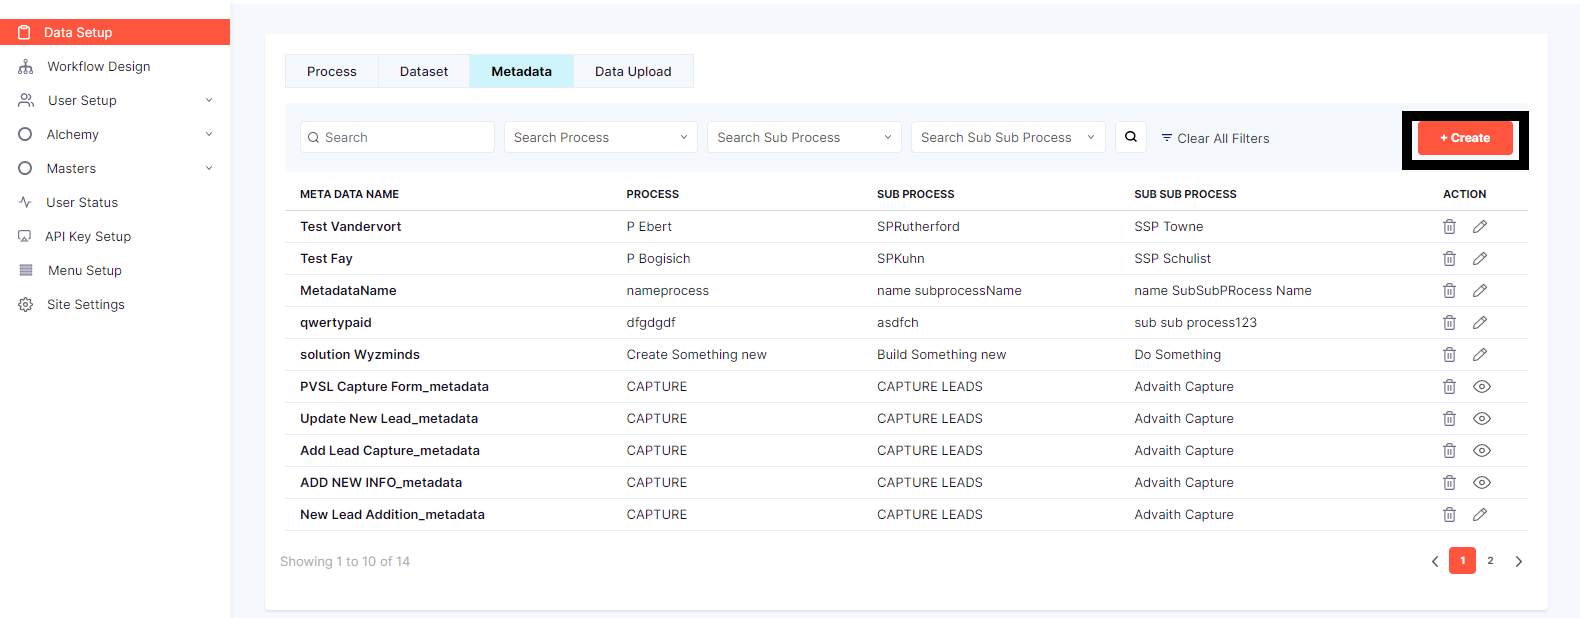 Data Setup
Workflow Design
User Setup
Alchemy
Masters
User Status
API Key Setup
Menu Setup
Site Settings
Process Dataset Metadata Data Upload
Search Search Process Search Sub Process Search Sub Sub Process Clear All Filters + Create
META DATA NAME PROCESS SUB PROCESS SUB SUB PROCESS ACTION
Test Vandervort P Ebert SPRutherford SSP Towne
Test Fay P Bogisich SPKuhn SSP Schulist
MetadataName nameprocess name subprocessName name SubSubPRocess Name
qwertypaid dfgdgdf asdfch sub sub process123
solution Wyzminds Create Something new Build Something new Do Something
PVSL Capture Form_metadata CAPTURE CAPTURE LEADS Advaith Capture
Update New Lead_metadata CAPTURE CAPTURE LEADS Advaith Capture
Add Lead Capture_metadata CAPTURE CAPTURE LEADS Advaith Capture
ADD NEW INFO_metadata CAPTURE CAPTURE LEADS Advaith Capture
New Lead Addition_metadata CAPTURE CAPTURE LEADS Advaith Capture
Showing 1 to 10 of 14 1 2